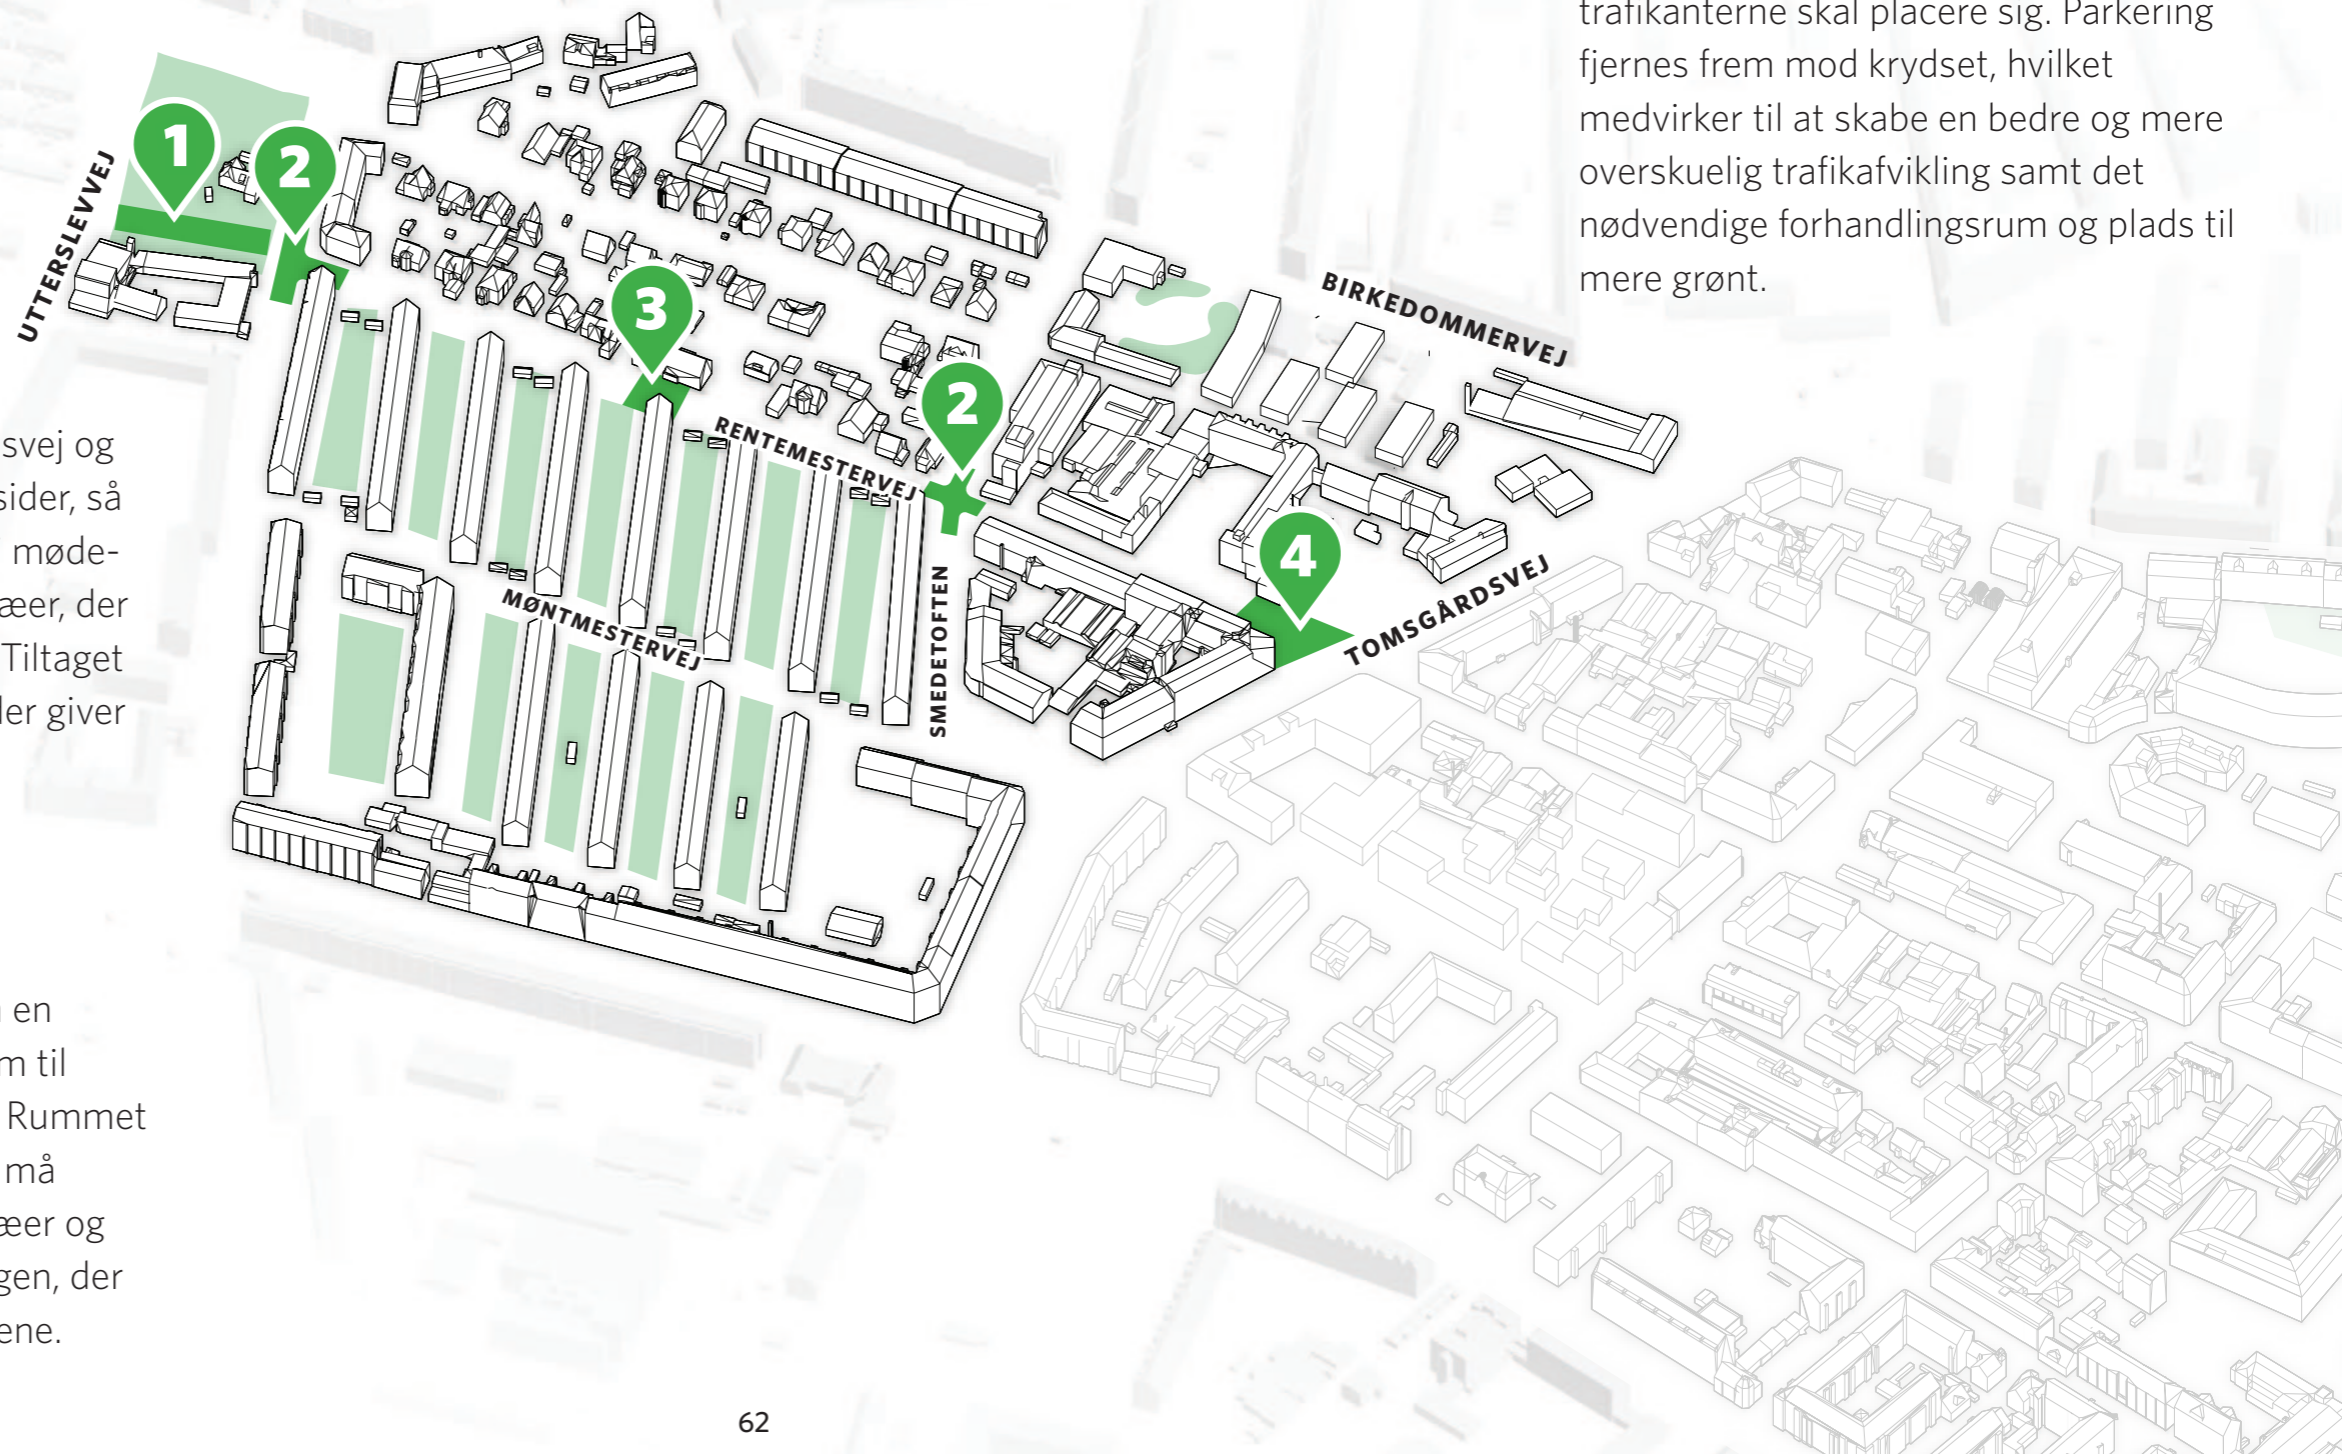 trafikanterne skal placere sig. Parkering
fjernes frem mod krydset, hvilket
medvirker til at skabe en bedre og mere
overskuelig trafikafvikling samt det
nødvendige forhandlingsrum og plads til
mere grønt.
1
2
UTTERSLEVVEJ
3
BIRKEDOMMERVEJ
2
RENTEMESTERVEJ
4
MØNTMESTERVEJ
SMEDETOFTEN
TOMSGÅRDSVEJ
svej og
sider, så
møde-
æer, der
Tiltaget
der giver
en
m til
Rummet
må
æer og
gen, der
ene.
62